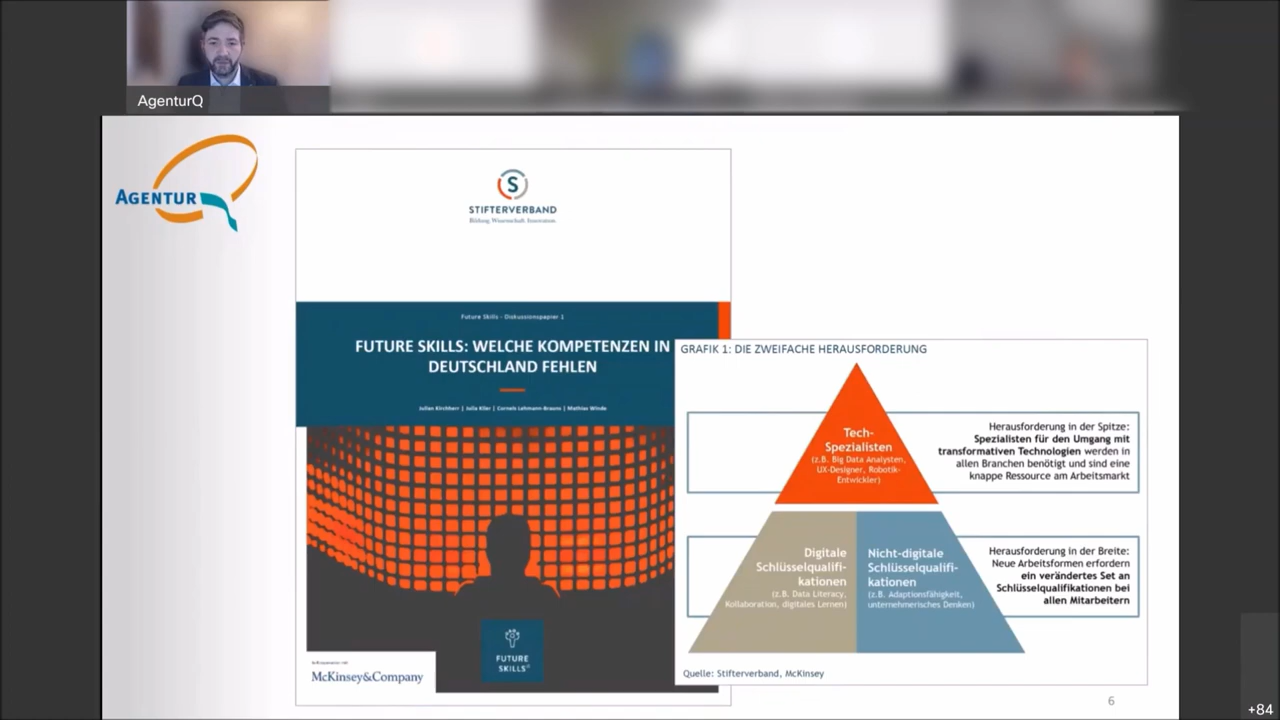 AgenturQ
AGENTUR
S
STIFTERVERBAND
Bildung. Wissenschaft. Innovation.
Future Skills - Diskussionspapier 1
FUTURE SKILLS: WELCHE KOMPETENZEN IN
DEUTSCHLAND FEHLEN
Julian Kirchherr | Julia Klier | Cornels Lehmann-Brauns | Mathias Winde
McKinsey&Company
FUTURE
SKILLS
GRAFIK 1: DIE ZWEIFACHE HERAUSFORDERUNG
Tech-
Spezialisten
(z.B. Big Data Analysten,
UX-Designer, Robotik-
Entwickler)
Herausforderung in der Spitze:
Spezialisten für den Umgang mit
transformativen Technologien werden in
allen Branchen benötigt und sind eine
knappe Ressource am Arbeitsmarkt
Digitale
Schlüsselqualifi-
kationen
(z.B. Data Literacy,
Kollaboration, digitales Lernen)
Nicht-digitale
Schlüsselqualifi-
kationen
(z.B. Adaptionsfähigkeit,
unternehmerisches Denken)
Herausforderung in der Breite:
Neue Arbeitsformen erfordern
ein verändertes Set an
Schlüsselqualifikationen bei
allen Mitarbeitern
Quelle: Stifterverband, McKinsey
6
+84